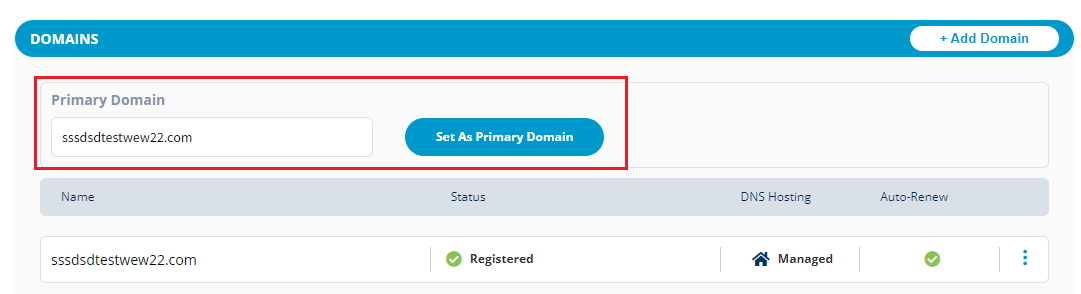 DOMAINS
+ Add Domain
Primary Domain
sssdsdtestwew22.com
Set As Primary Domain
Name Status DNS Hosting Auto-Renew
sssdsdtestwew22.com Registered Managed